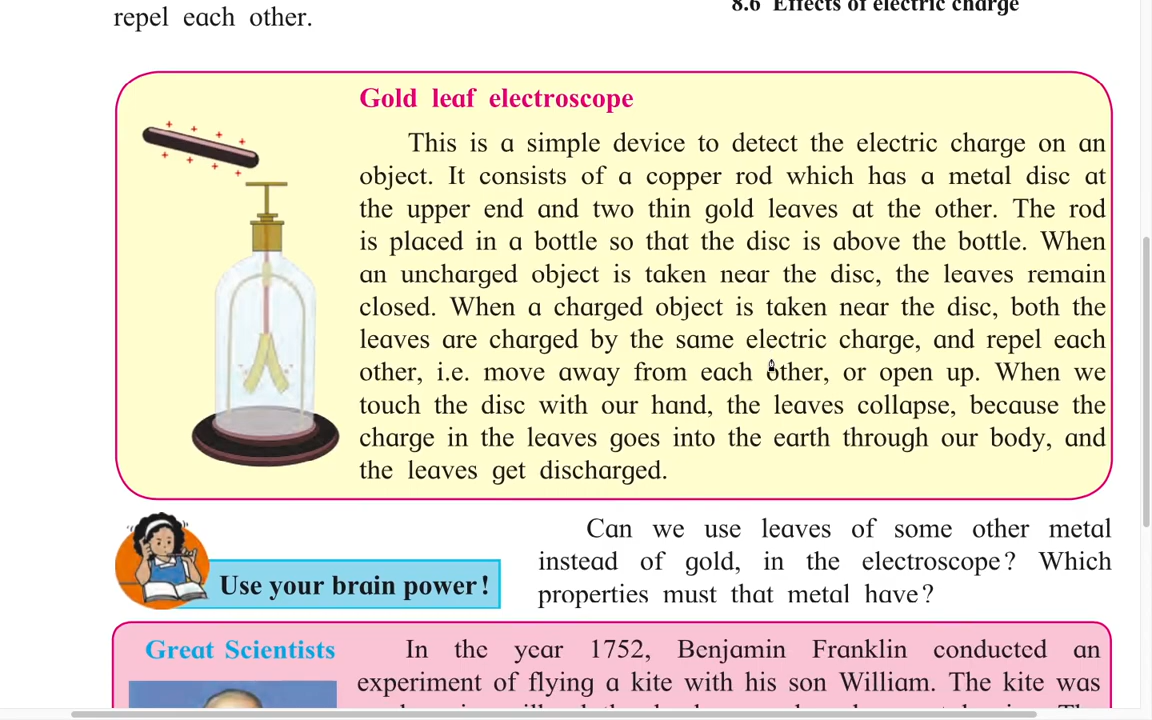 repel each other.
8.6 Effects of electric charge
Gold leaf electroscope
This is a simple device to detect the electric charge on an
object. It consists of a copper rod which has a metal disc at
the upper end and two thin gold leaves at the other. The rod
is placed in a bottle so that the disc is above the bottle. When
an uncharged object is taken near the disc, the leaves remain
closed. When a charged object is taken near the disc, both the
leaves are charged by the same electric charge, and repel each
other, i.e. move away from each other, or open up. When we
touch the disc with our hand, the leaves collapse, because the
charge in the leaves goes into the earth through our body, and
the leaves get discharged.
Can we use leaves of some other metal
instead of gold, in the electroscope? Which
properties must that metal have?
Use your brain power!
Great Scientists
In the year 1752, Benjamin Franklin conducted an
experiment of flying a kite with his son William. The kite was